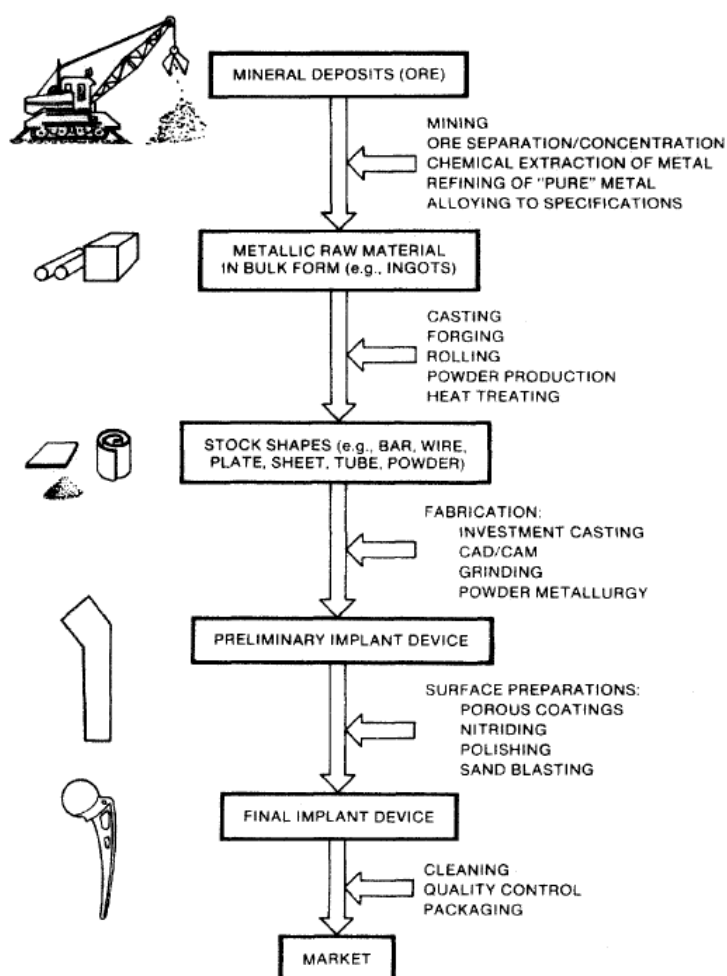 MINERAL DEPOSITS (ORE)
MINING
ORE SEPARATION/CONCENTRATION
CHEMICAL EXTRACTION OF METAL
REFINING OF "PURE" METAL
ALLOYING TO SPECIFICATIONS
METALLIC RAW MATERIAL
IN BULK FORM (e.g., INGOTS)
CASTING
FORGING
ROLLING
POWDER PRODUCTION
HEAT TREATING
STOCK SHAPES (e.g., BAR, WIRE,
PLATE, SHEET, TUBE, POWDER)
FABRICATION:
INVESTMENT CASTING
CAD/CAM
GRINDING
POWDER METALLURGY
PRELIMINARY IMPLANT DEVICE
SURFACE PREPARATIONS:
POROUS COATINGS
NITRIDING
POLISHING
SAND BLASTING
FINAL IMPLANT DEVICE
CLEANING
QUALITY CONTROL
PACKAGING
MARKET